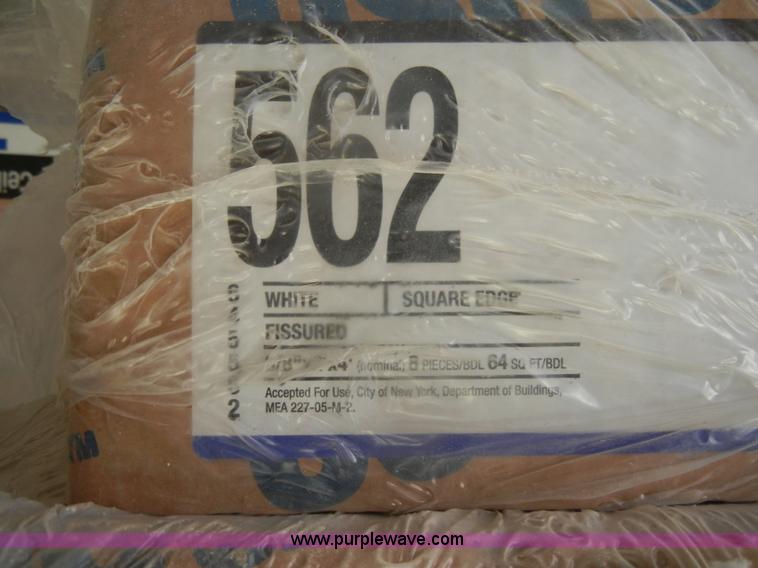 562
WHITE
SQUARE EDGE
FISSURED
(nominal) 8 PIECES/BDL 64 SQ FT/BDL
Accepted For Use, City of New York, Department of Buildings,
MEA 227-05-M-2.
www.purplewave.com